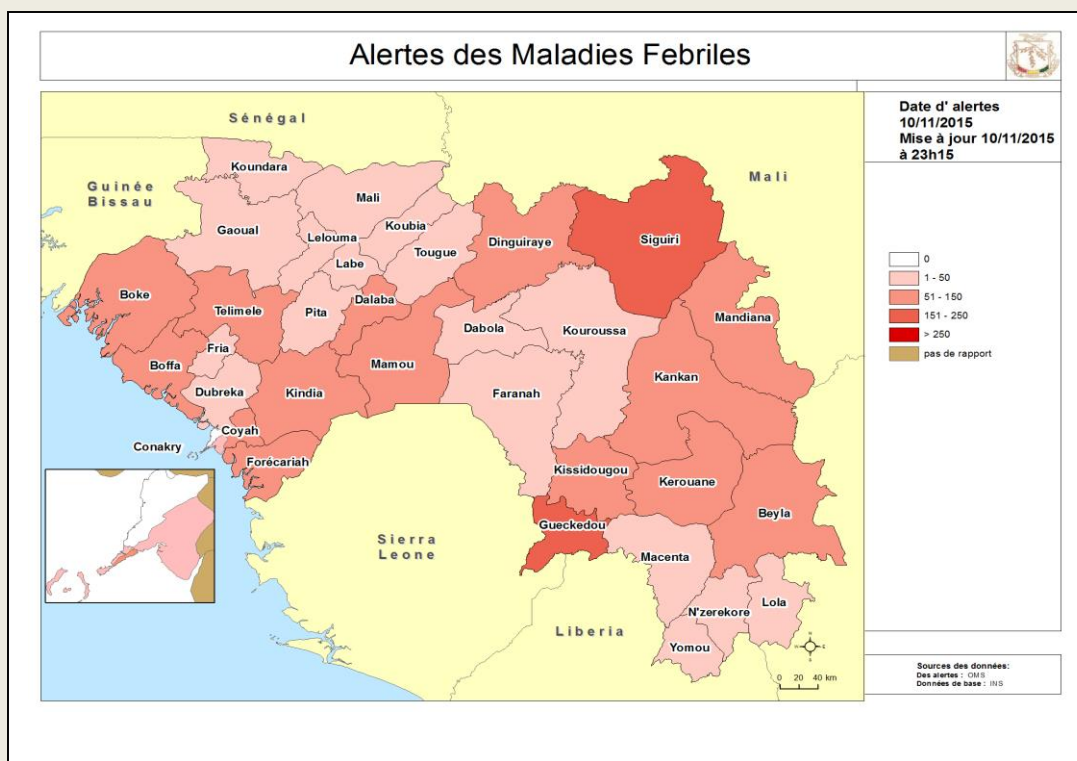 Alertes des Maladies Febriles
Date d' alertes
10/11/2015
Mise à jour 10/11/2015
à 23h15
0
1 - 50
51 - 150
151 - 250
> 250
pas de rapport
Sénégal
Guinée
Bissau
Mali
Koundara
Mali
Gaoual
Koubia
Lelouma
Tougue
Labe
Dinguiraye
Siguiri
Boke
Telimele
Pita
Dalaba
Mandiana
Dabola
Kouroussa
Fria
Boffa
Mamou
Kankan
Dubreka
Kindia
Faranah
Coyah
Conakry
Forécariah
Kissidougou
Kerouane
Beyla
Gueckedou
Sierra
Leone
Macenta
N'zerekore
Lola
Liberia
Yomou
N
W
E
S
0 20 40 km
Sources des données:
Des alertes : OMS
Données de base : INS